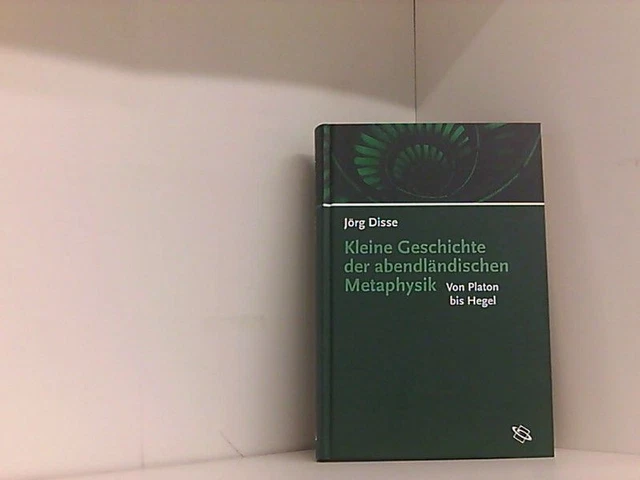 Jörg Disse
Kleine Geschichte
der abendländischen
Metaphysik Von Platon
bis Hegel